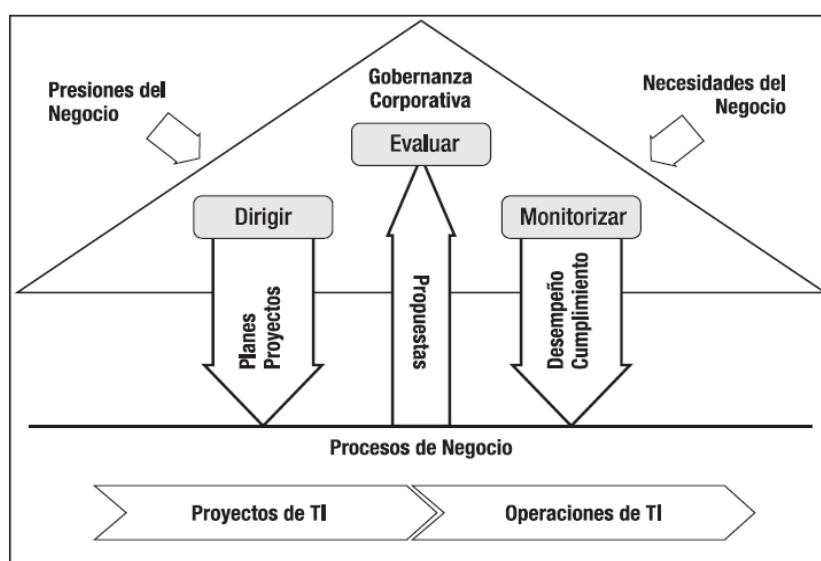 Presiones del
Negocio
Gobernanza
Corporativa
Necesidades del
Negocio
Evaluar
Dirigir
Monitorizar
Planes
Proyectos
Propuestas
Desempeño
Cumplimiento
Procesos de Negocio
Proyectos de TI
Operaciones de TI